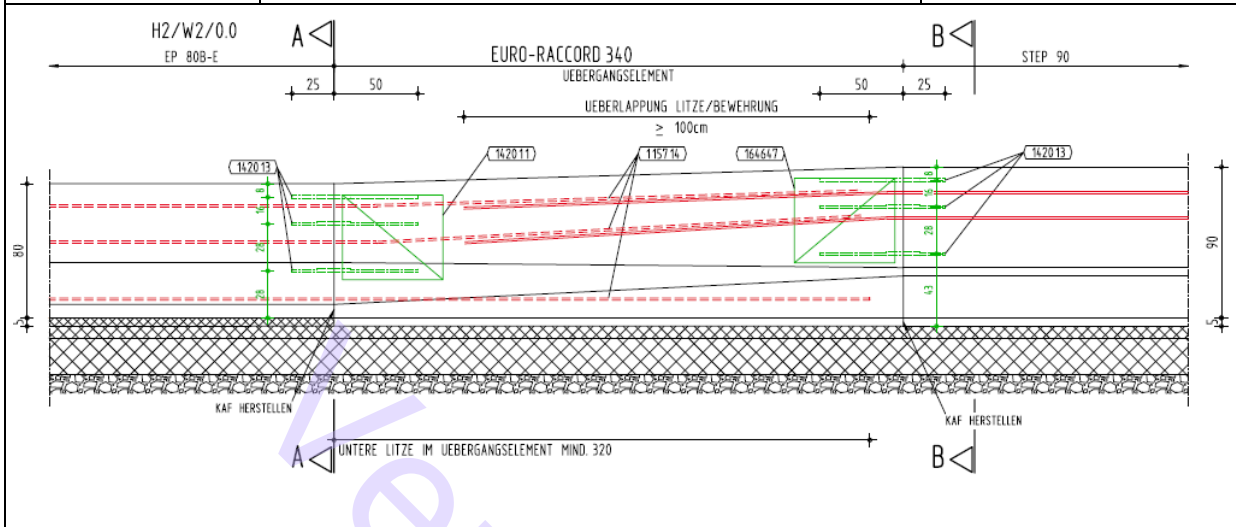 H2/W2/0.0
A
EURO-RACCORD 340
B
EP 80B-E
UEBERGANGSELEMENT
STEP 90
25
50
50
25
UEBERLAPPUNG LITZE/BEWEHRUNG
≥ 100cm
142013
142011
115714
164647
142013
8
16
28
28
8
16
28
43
80
5
90
5
KAF HERSTELLEN
KAF HERSTELLEN
A
UNTERE LITZE IM UEBERGANGSELEMENT MIND. 320
B
Ve